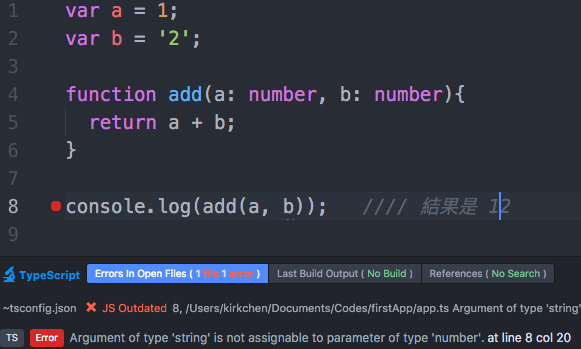 1 var a = 1;
2 var b = '2';
3
4 function add(a: number, b: number){
5 return a + b;
6 }
7
8 console.log(add(a, b)); //// 結果是 12
9
TypeScript Errors In Open Files ( 1 file 1 error ) Last Build Output ( No Build ) References ( No Search )
~tsconfig.json ✘ JS Outdated 8, /Users/kirkchen/Documents/Codes/firstApp/app.ts Argument of type 'string'
TS Error Argument of type 'string' is not assignable to parameter of type 'number'. at line 8 col 20